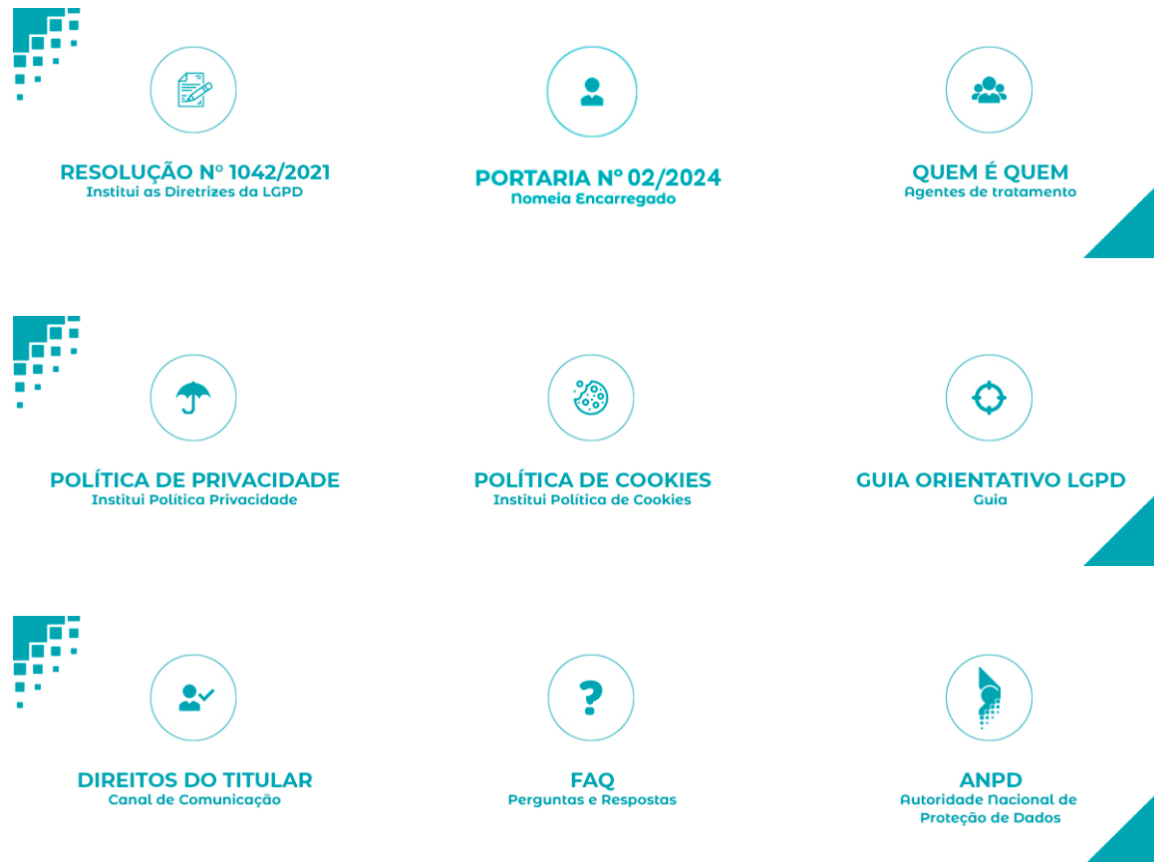 RESOLUÇÃO Nº 1042/2021
Institui as Diretrizes da LGPD
PORTARIA Nº 02/2024
Nomeia Encarregado
QUEM É QUEM
Agentes de tratamento
POLÍTICA DE PRIVACIDADE
Institui Política Privacidade
POLÍTICA DE COOKIES
Institui Política de Cookies
GUIA ORIENTATIVO LGPD
Guia
DIREITOS DO TITULAR
Canal de Comunicação
FAQ
Perguntas e Respostas
ANPD
Autoridade Nacional de
Proteção de Dados